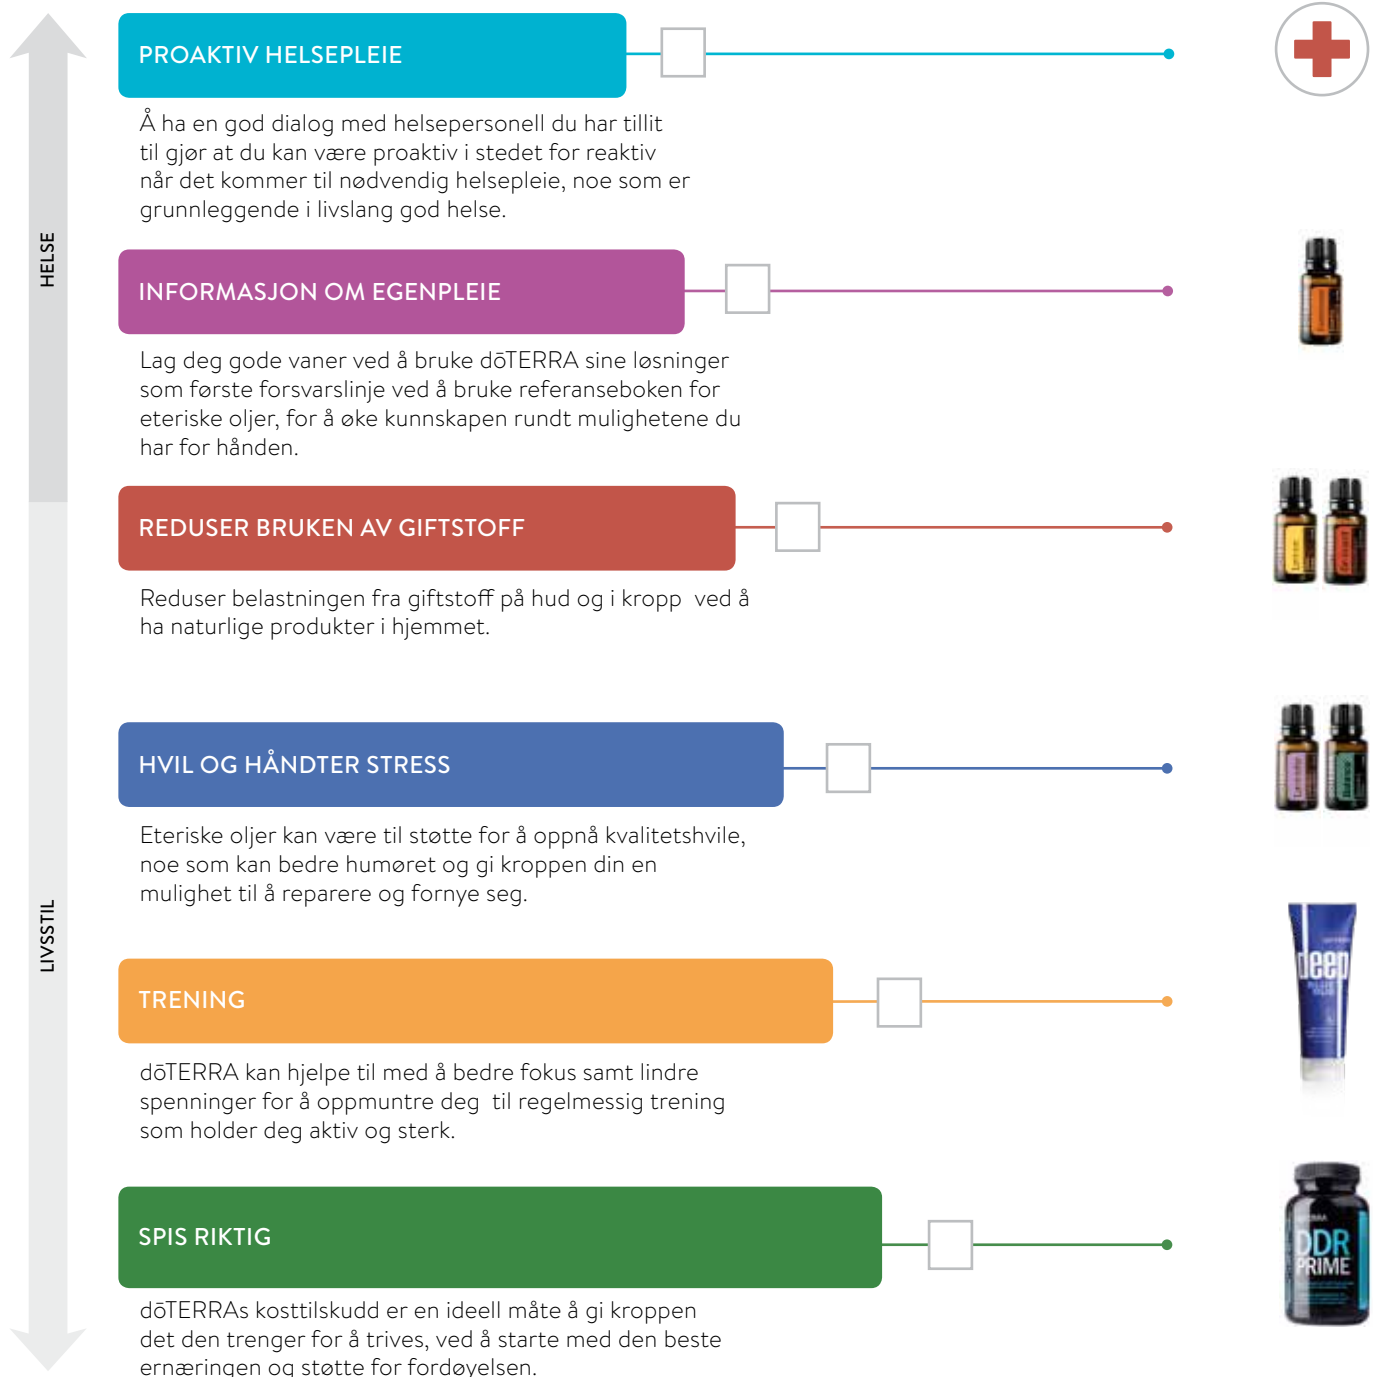 HELSE
LIVSSTIL
PROAKTIV HELSEPLEIE
Å ha en god dialog med helsepersonell du har tillit
til gjør at du kan være proaktiv i stedet for reaktiv
når det kommer til nødvendig helsepleie, noe som er
grunnleggende i livslang god helse.
INFORMASJON OM EGENPLEIE
Lag deg gode vaner ved å bruke dōTERRA sine løsninger
som første forsvarslinje ved å bruke referanseboken for
eteriske oljer, for å øke kunnskapen rundt mulighetene du
har for hånden.
REDUSER BRUKEN AV GIFTSTOFF
Reduser belastningen fra giftstoff på hud og i kropp  ved å
ha naturlige produkter i hjemmet.
Lemon
HVIL OG HÅNDTER STRESS
Eteriske oljer kan være til støtte for å oppnå kvalitetshvile,
noe som kan bedre humøret og gi kroppen din en
mulighet til å reparere og fornye seg.
Lavender
Balance
TRENING
dōTERRA kan hjelpe til med å bedre fokus samt lindre
spenninger for å oppmuntre deg  til regelmessig trening
som holder deg aktiv og sterk.
deep
SPIS RIKTIG
dōTERRAs kosttilskudd er en ideell måte å gi kroppen
det den trenger for å trives, ved å starte med den beste
ernæringen og støtte for fordøyelsen.
DDR
PRIME